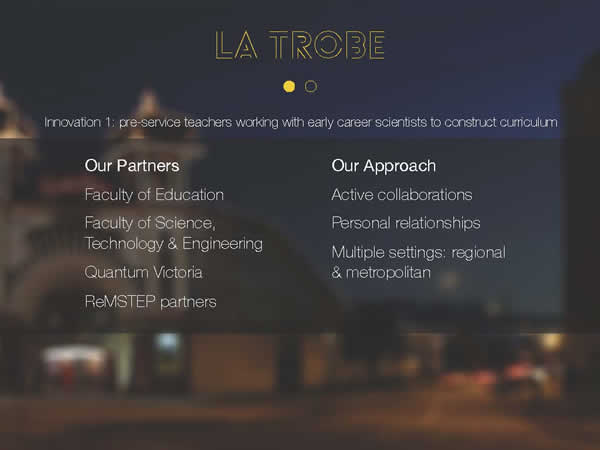 LA TROBE
Innovation 1: pre-service teachers working with early career scientists to construct curriculum
Our Partners
Faculty of Education
Faculty of Science,
Technology & Engineering
Quantum Victoria
ReMSTEP partners
Our Approach
Active collaborations
Personal relationships
Multiple settings: regional
& metropolitan